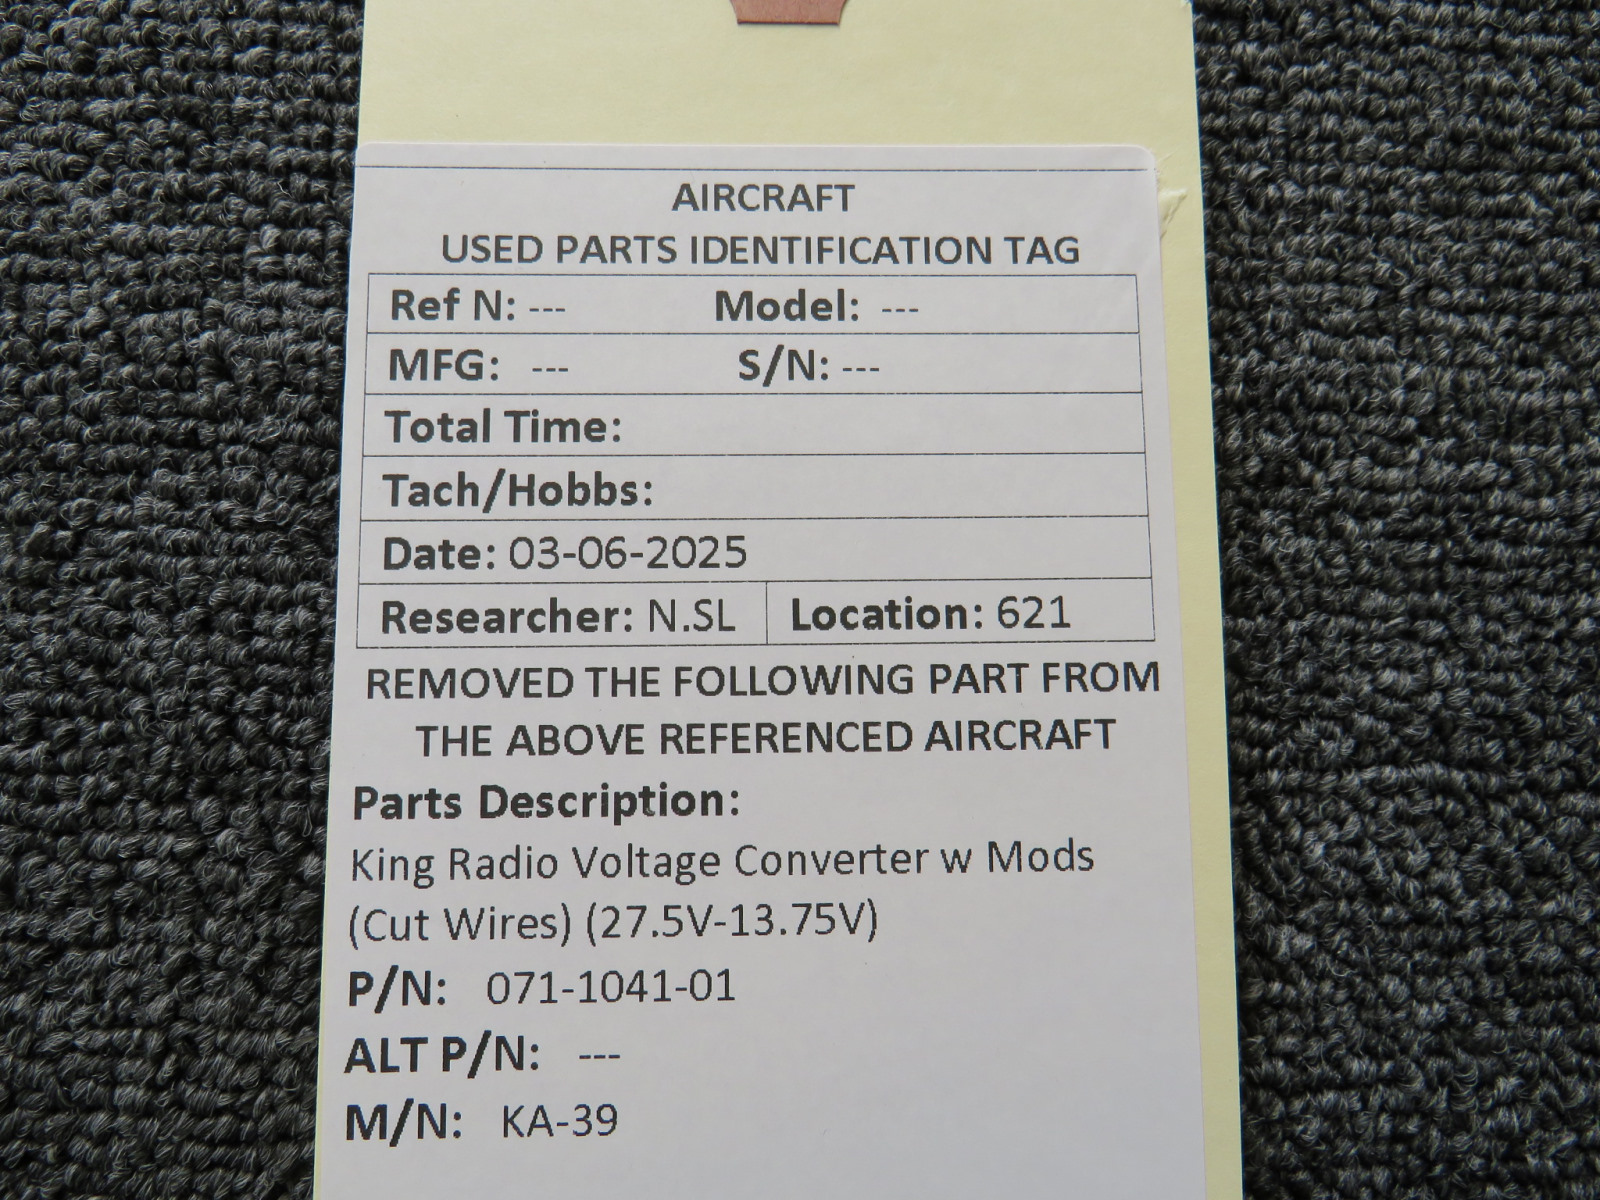 AIRCRAFT
USED PARTS IDENTIFICATION TAG
Ref N: --- Model: ---
MFG: --- S/N: ---
Total Time:
Tach/Hobbs:
Date: 03-06-2025
Researcher: N.SL Location: 621
REMOVED THE FOLLOWING PART FROM
THE ABOVE REFERENCED AIRCRAFT
Parts Description:
King Radio Voltage Converter w Mods
(Cut Wires) (27.5V-13.75V)
P/N: 071-1041-01
ALT P/N: ---
M/N: KA-39